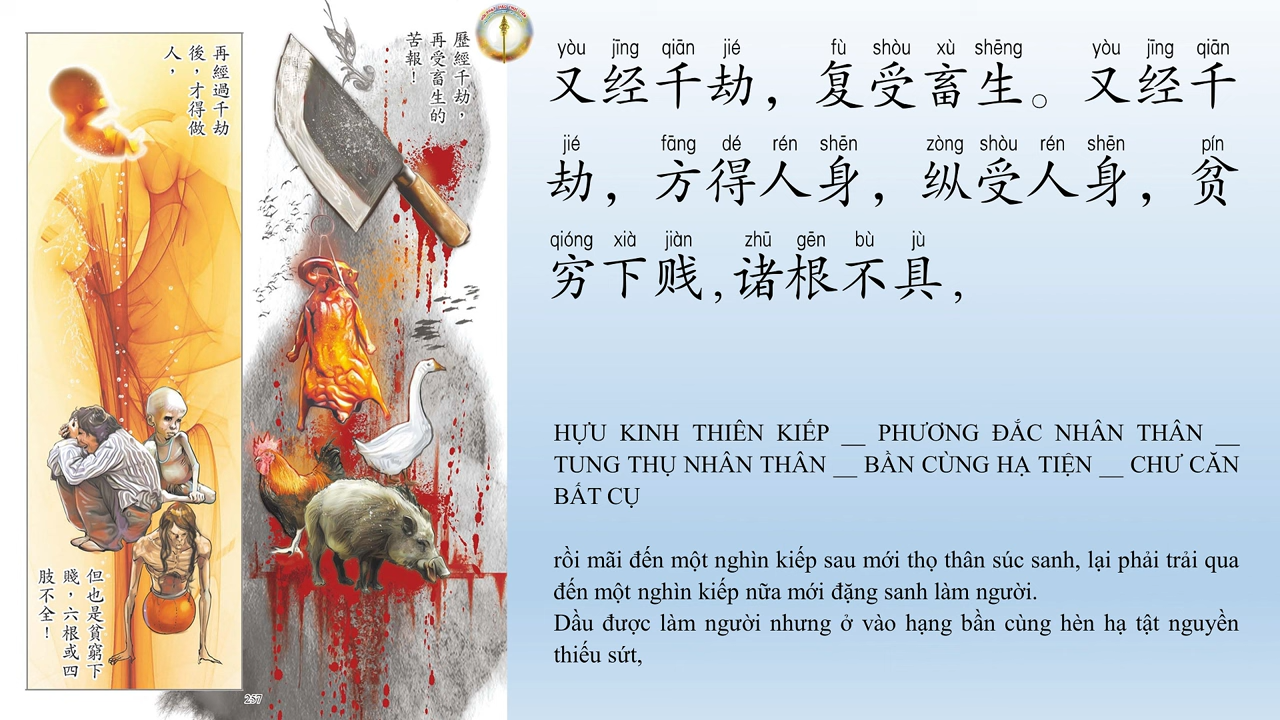 歷經千劫，
再受畜生的
苦報！
再經過千劫
後，才得做
人，
但也是貧窮下
賤，六根或四
肢不全！
257
yòu jīng qiān jié fù shòu xù shēng yòu jīng qiān
又经千劫，复受畜生。又经千
jié fāng dé rén shēn zòng shòu rén shēn pín
劫，方得人身，纵受人身，贫
qióng xià jiàn zhū gēn bù jù
穷下贱,诸根不具,
HỰU KINH THIÊN KIẾP __ PHƯƠNG ĐẮC NHÂN THÂN __
TUNG THỤ NHÂN THÂN __ BẦN CÙNG HẠ TIỆN __ CHƯ CĂN
BẤT CỤ
rồi mãi đến một nghìn kiếp sau mới thọ thân súc sanh, lại phải trải qua
đến một nghìn kiếp nữa mới đặng sanh làm người.
Dầu được làm người nhưng ở vào hạng bần cùng hèn hạ tật nguyền
thiếu sứt,